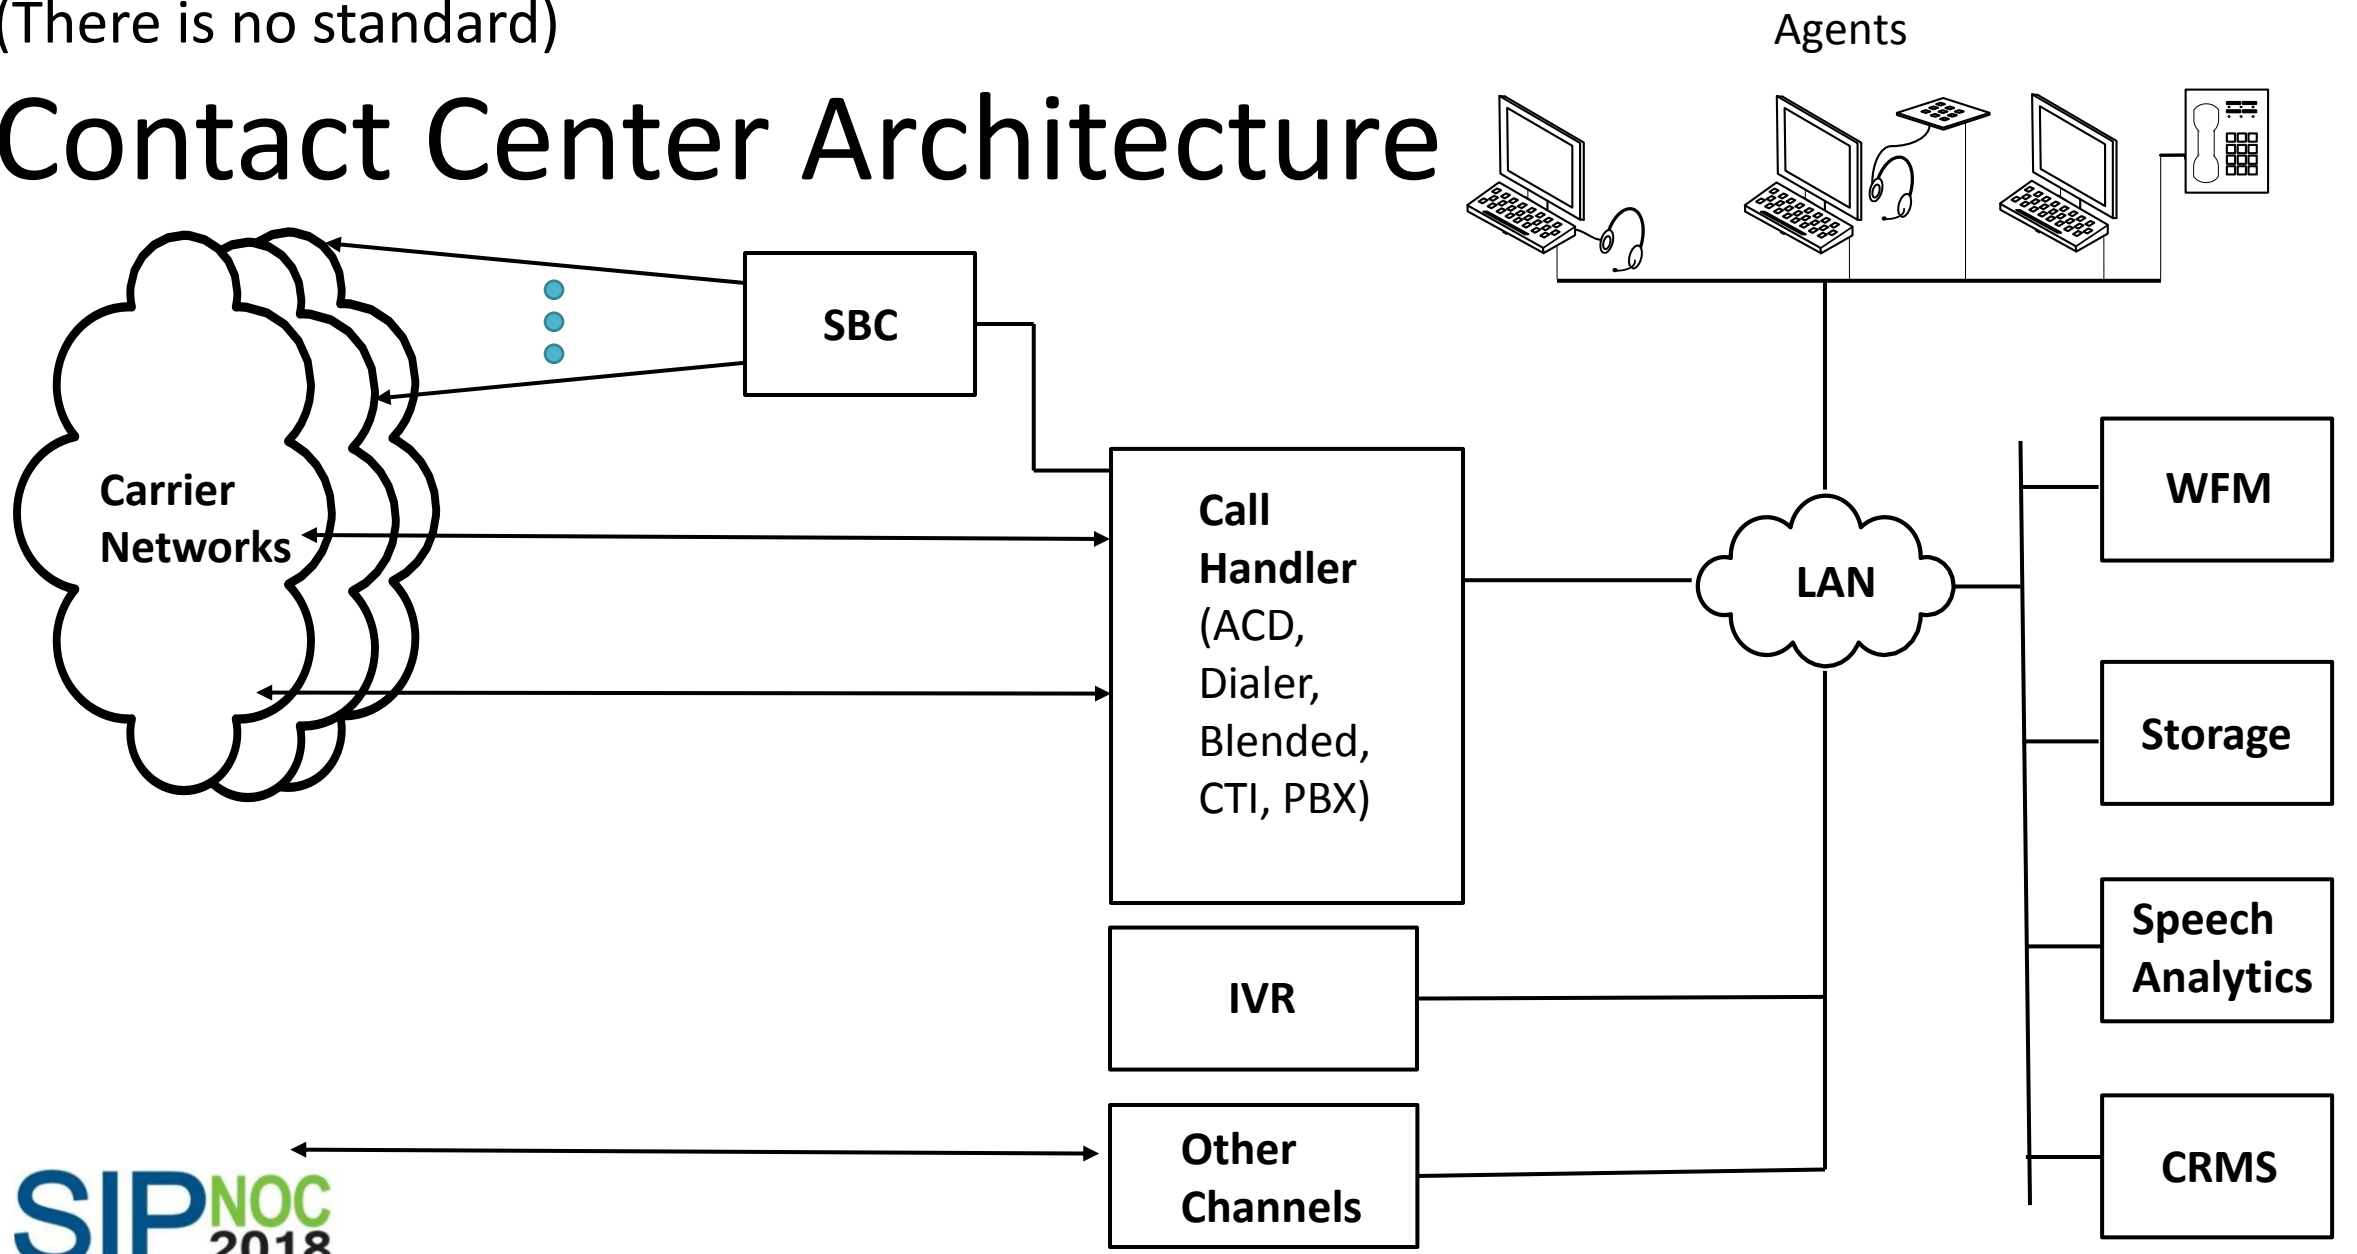 (There is no standard)
Contact Center Architecture
Agents
SBC
Carrier
Networks
Call
Handler
(ACD,
Dialer,
Blended,
CTI, PBX)
LAN
WFM
Storage
Speech
Analytics
CRMS
IVR
Other
Channels
SIPNOC
2018